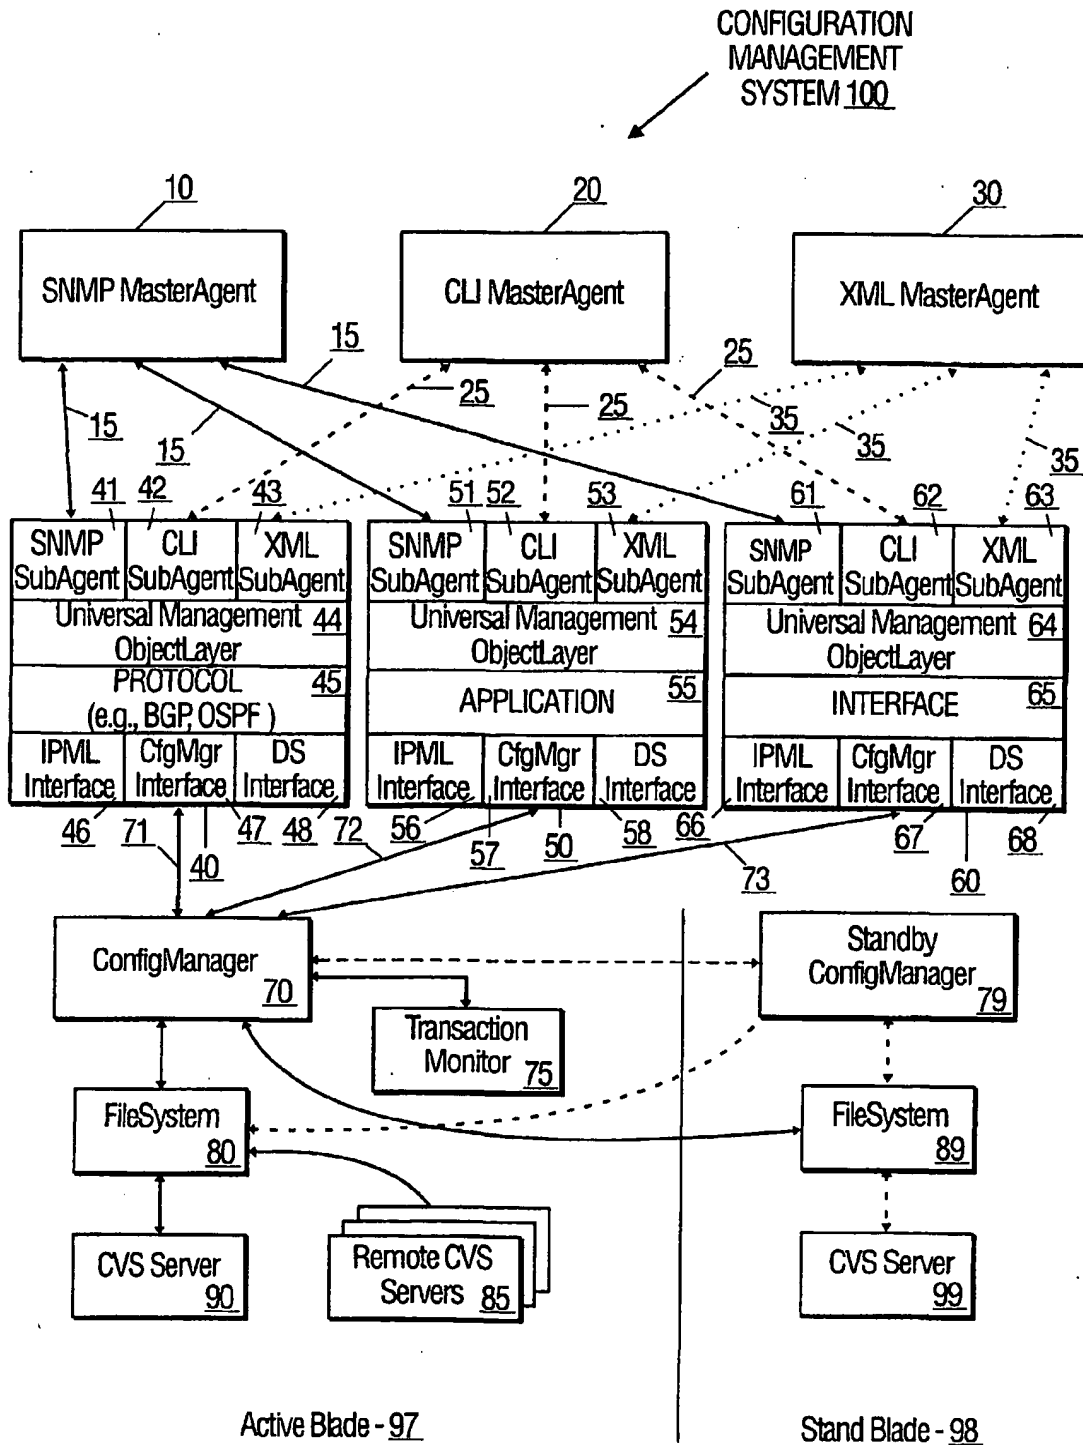 CONFIGURATION
MANAGEMENT
SYSTEM 100
10
20
30
SNMP MasterAgent
CLI MasterAgent
XML MasterAgent
15
25
15
25
25
35
15
35
35
41
42
43
51
52
53
61
62
63
SNMP SubAgent
CLI SubAgent
XML SubAgent
Universal Management ObjectLayer 44
PROTOCOL (e.g., BGP, OSPF ) 45
IPML Interface
CfgMgr Interface
DS Interface
SNMP SubAgent
CLI SubAgent
XML SubAgent
Universal Management ObjectLayer 54
APPLICATION 55
IPML Interface
CfgMgr Interface
DS Interface
SNMP SubAgent
CLI SubAgent
XML SubAgent
Universal Management ObjectLayer 64
INTERFACE 65
IPML Interface
CfgMgr Interface
DS Interface
46
71
40
47
48
72
56
57
50
58
66
73
67
60
68
ConfigManager
70
Standby
ConfigManager
79
Transaction
Monitor
75
FileSystem
80
FileSystem
89
CVS Server
90
Remote CVS
Servers 85
CVS Server
99
Active Blade - 97
Stand Blade - 98